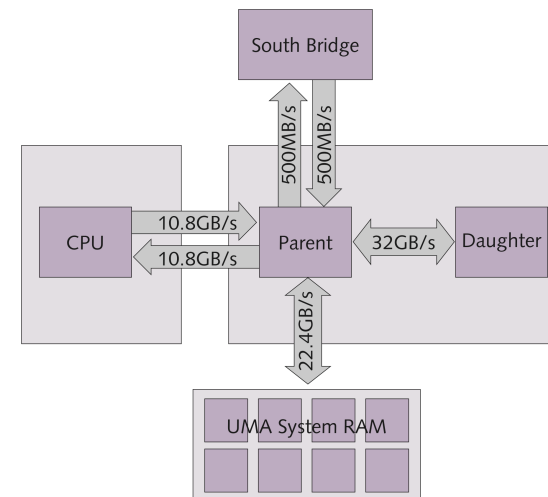 South Bridge
500MB/s
500MB/s
10.8GB/s
CPU
Parent
32GB/s
Daughter
10.8GB/s
22.4GB/s
UMA System RAM